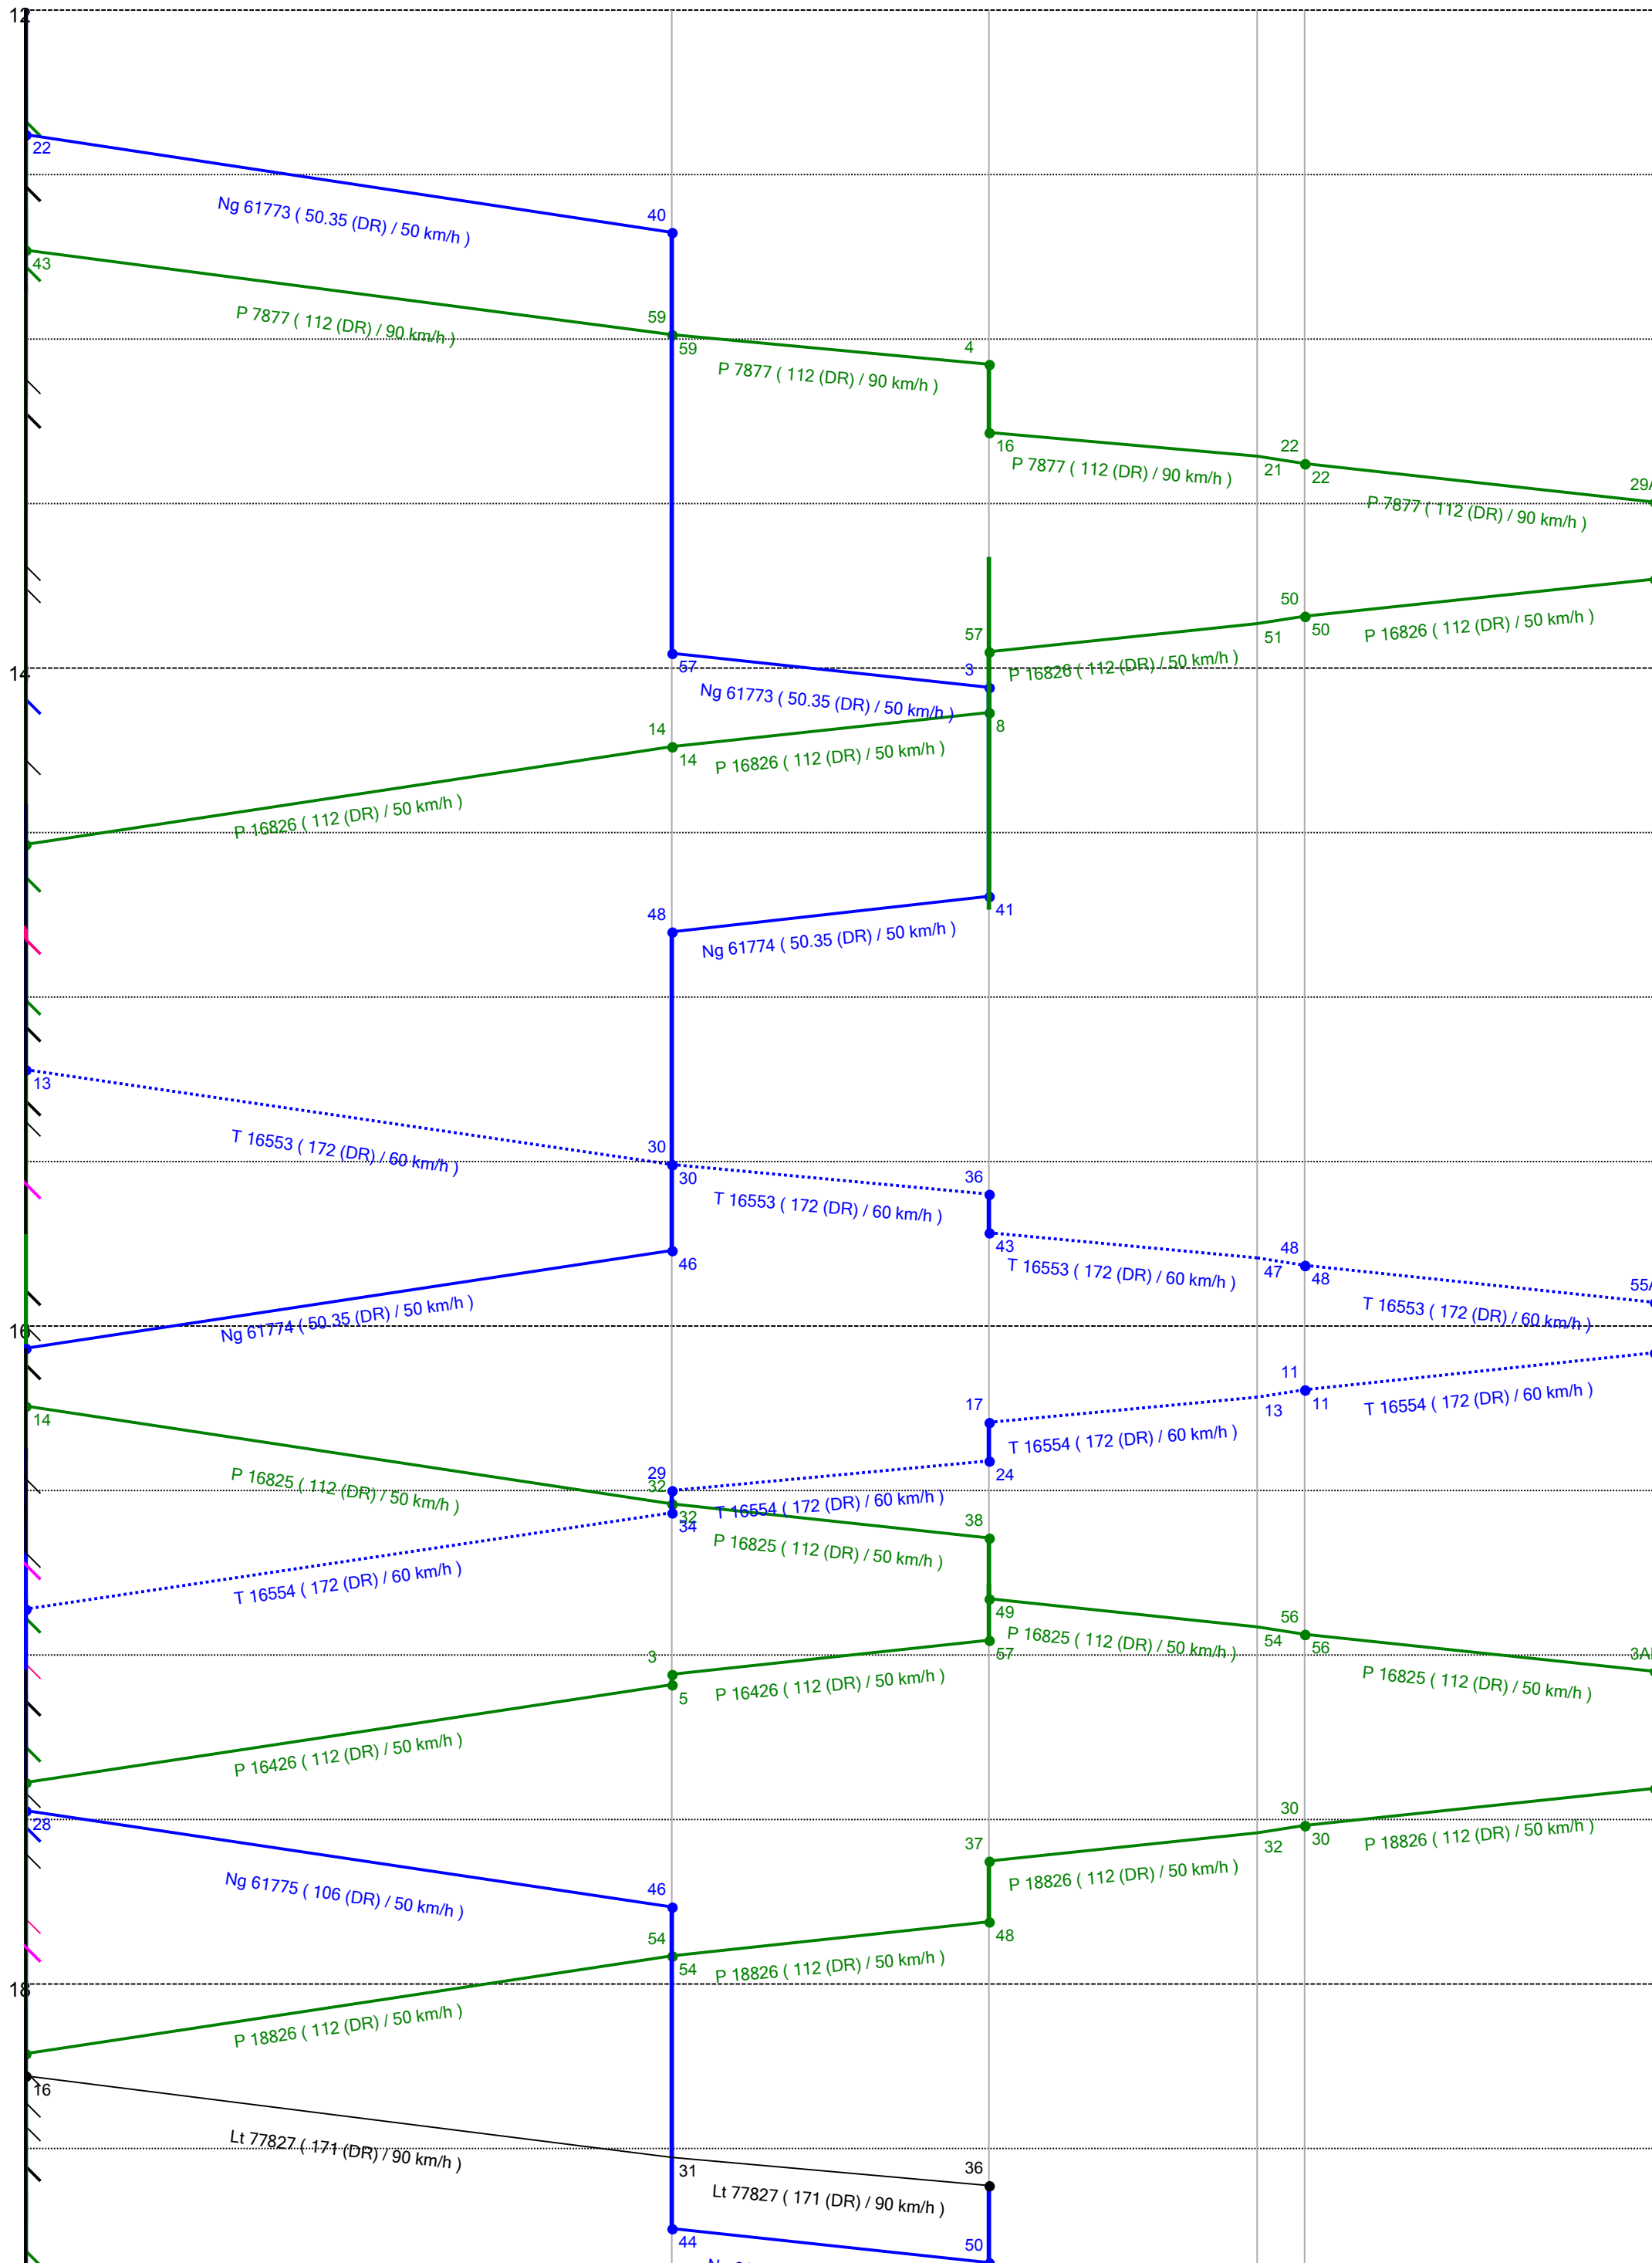 12
22
Ng 61773 ( 50.35 (DR) / 50 km/h )
40
43
P 7877 ( 112 (DR) / 90 km/h )
59
59
P 7877 ( 112 (DR) / 90 km/h )
4
16
P 7877 ( 112 (DR) / 90 km/h )
22
21
22
P 7877 ( 112 (DR) / 90 km/h )
29A
50
50
51
P 16826 ( 112 (DR) / 50 km/h )
57
P 16826 ( 112 (DR) / 50 km/h )
14
57
3
Ng 61773 ( 50.35 (DR) / 50 km/h )
8
14
14
P 16826 ( 112 (DR) / 50 km/h )
P 16826 ( 112 (DR) / 50 km/h )
41
48
Ng 61774 ( 50.35 (DR) / 50 km/h )
13
T 16553 ( 172 (DR) / 60 km/h )
30
30
T 16553 ( 172 (DR) / 60 km/h )
36
43
T 16553 ( 172 (DR) / 60 km/h )
48
47
48
T 16553 ( 172 (DR) / 60 km/h )
55A
46
Ng 61774 ( 50.35 (DR) / 50 km/h )
16
14
11
13
11
T 16554 ( 172 (DR) / 60 km/h )
17
T 16554 ( 172 (DR) / 60 km/h )
24
P 16825 ( 112 (DR) / 50 km/h )
29
32
32
34
T 16554 ( 172 (DR) / 60 km/h )
P 16825 ( 112 (DR) / 50 km/h )
38
T 16554 ( 172 (DR) / 60 km/h )
49
P 16825 ( 112 (DR) / 50 km/h )
57
56
54
56
P 16825 ( 112 (DR) / 50 km/h )
3A
3
5
P 16426 ( 112 (DR) / 50 km/h )
P 16426 ( 112 (DR) / 50 km/h )
28
Ng 61775 ( 106 (DR) / 50 km/h )
46
30
32
30
P 18826 ( 112 (DR) / 50 km/h )
37
P 18826 ( 112 (DR) / 50 km/h )
48
54
54
P 18826 ( 112 (DR) / 50 km/h )
18
P 18826 ( 112 (DR) / 50 km/h )
16
Lt 77827 ( 171 (DR) / 90 km/h )
31
36
Lt 77827 ( 171 (DR) / 90 km/h )
44
50